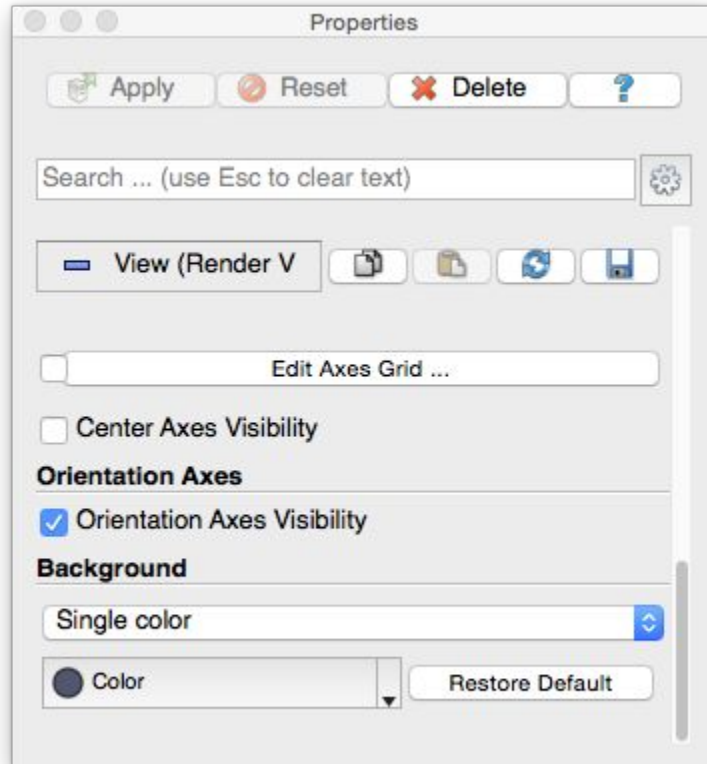 Properties
Apply Reset Delete ?
Search ... (use Esc to clear text)
View (Render V
Edit Axes Grid ...
Center Axes Visibility
Orientation Axes
Orientation Axes Visibility
Background
Single color
Color Restore Default